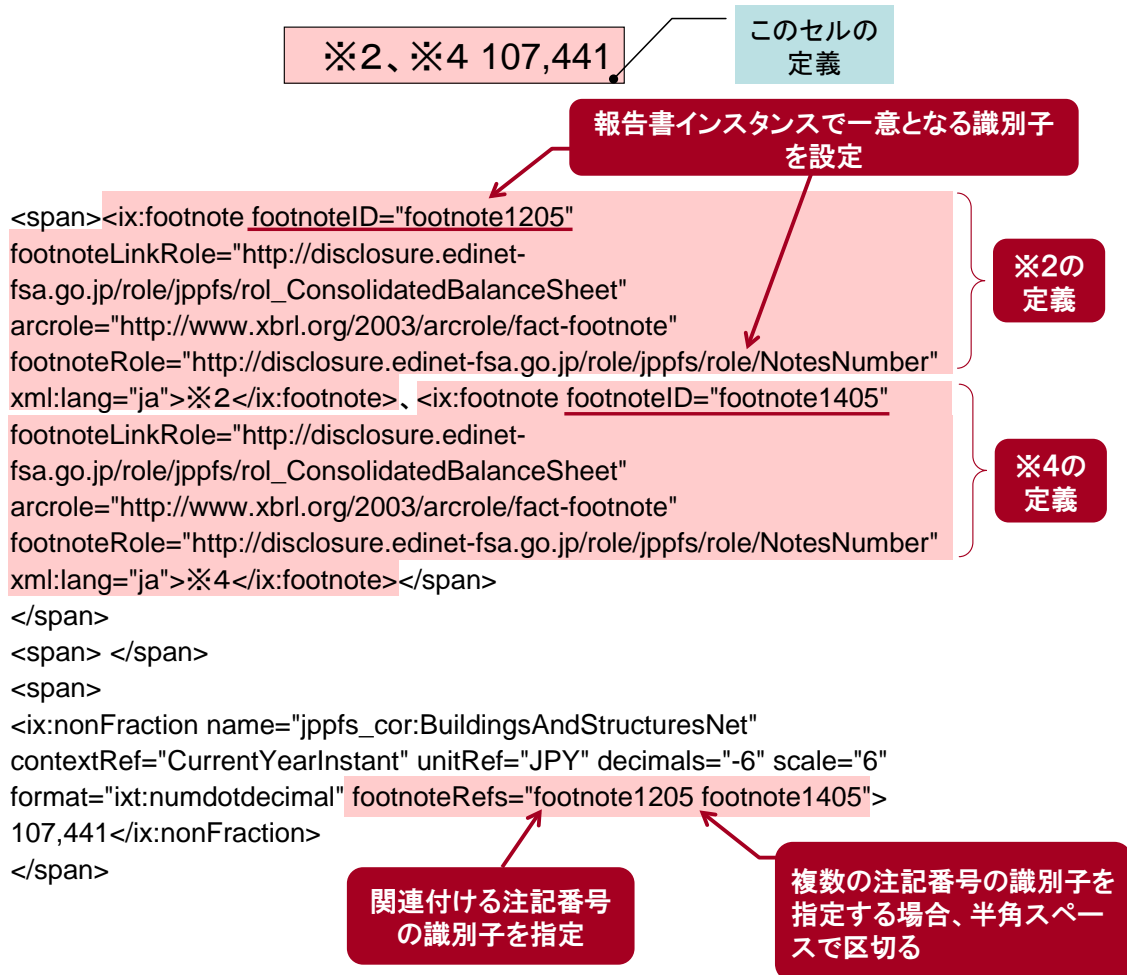 ※2、※4 107,441
このセルの
定義
報告書インスタンスで一意となる識別子
を設定
<span><ix:footnote footnoteID="footnote1205"
footnoteLinkRole="http://disclosure.edinet-
fsa.go.jp/role/jppfs/rol_ConsolidatedBalanceSheet"
arcrole="http://www.xbrl.org/2003/arcrole/fact-footnote"
footnoteRole="http://disclosure.edinet-fsa.go.jp/role/jppfs/role/NotesNumber"
xml:lang="ja">※2</ix:footnote>、<ix:footnote footnoteID="footnote1405"
footnoteLinkRole="http://disclosure.edinet-
fsa.go.jp/role/jppfs/rol_ConsolidatedBalanceSheet"
arcrole="http://www.xbrl.org/2003/arcrole/fact-footnote"
footnoteRole="http://disclosure.edinet-fsa.go.jp/role/jppfs/role/NotesNumber"
xml:lang="ja">※4</ix:footnote></span>
</span>
<span> </span>
<span>
<ix:nonFraction name="jppfs_cor:BuildingsAndStructuresNet"
contextRef="CurrentYearInstant" unitRef="JPY" decimals="-6" scale="6"
format="ixt:numdotdecimal" footnoteRefs="footnote1205 footnote1405">
107,441</ix:nonFraction>
</span>
※2の
定義
※4の
定義
関連付ける注記番号
の識別子を指定
複数の注記番号の識別子を
指定する場合、半角スペー
スで区切る